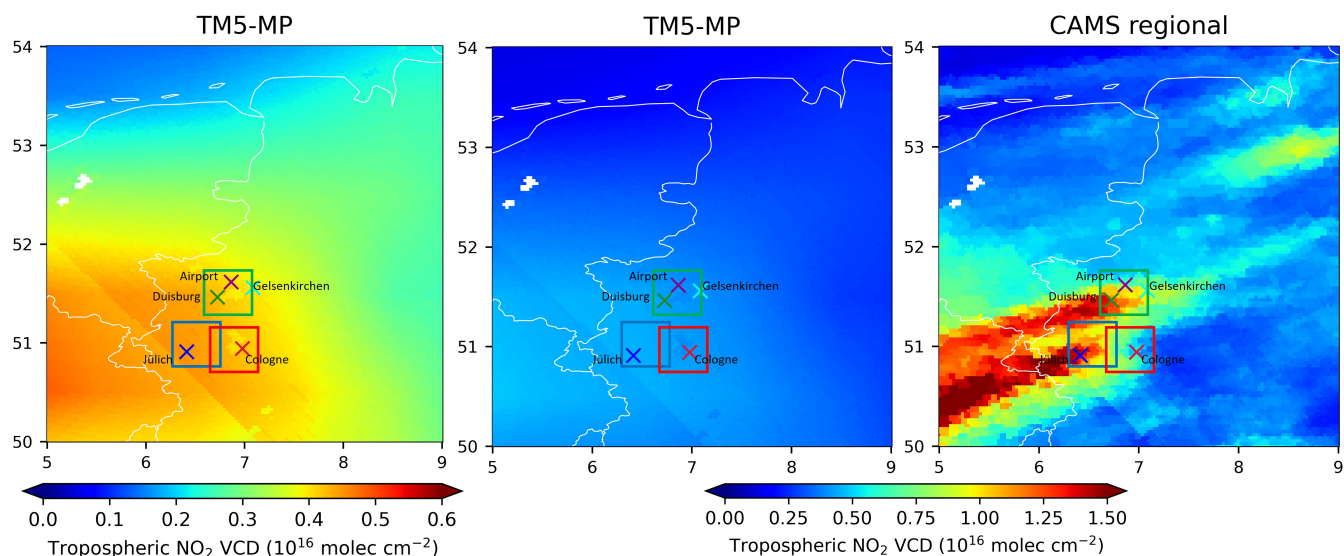 TM5-MP
TM5-MP
CAMS regional
54
53
52
51
50
5
6
7
8
9
Airport
Duisburg
Gelsenkirchen
Jülich
Cologne
54
53
52
51
50
5
6
7
8
9
Airport
Duisburg
Gelsenkirchen
Jülich
Cologne
54
53
52
51
50
5
6
7
8
9
Airport
Duisburg
Gelsenkirchen
Jülich
Cologne
0.0 0.1 0.2 0.3 0.4 0.5 0.6
Tropospheric NO₂ VCD (10¹⁶ molec cm⁻²)
0.00 0.25 0.50 0.75 1.00 1.25 1.50
Tropospheric NO₂ VCD (10¹⁶ molec cm⁻²)